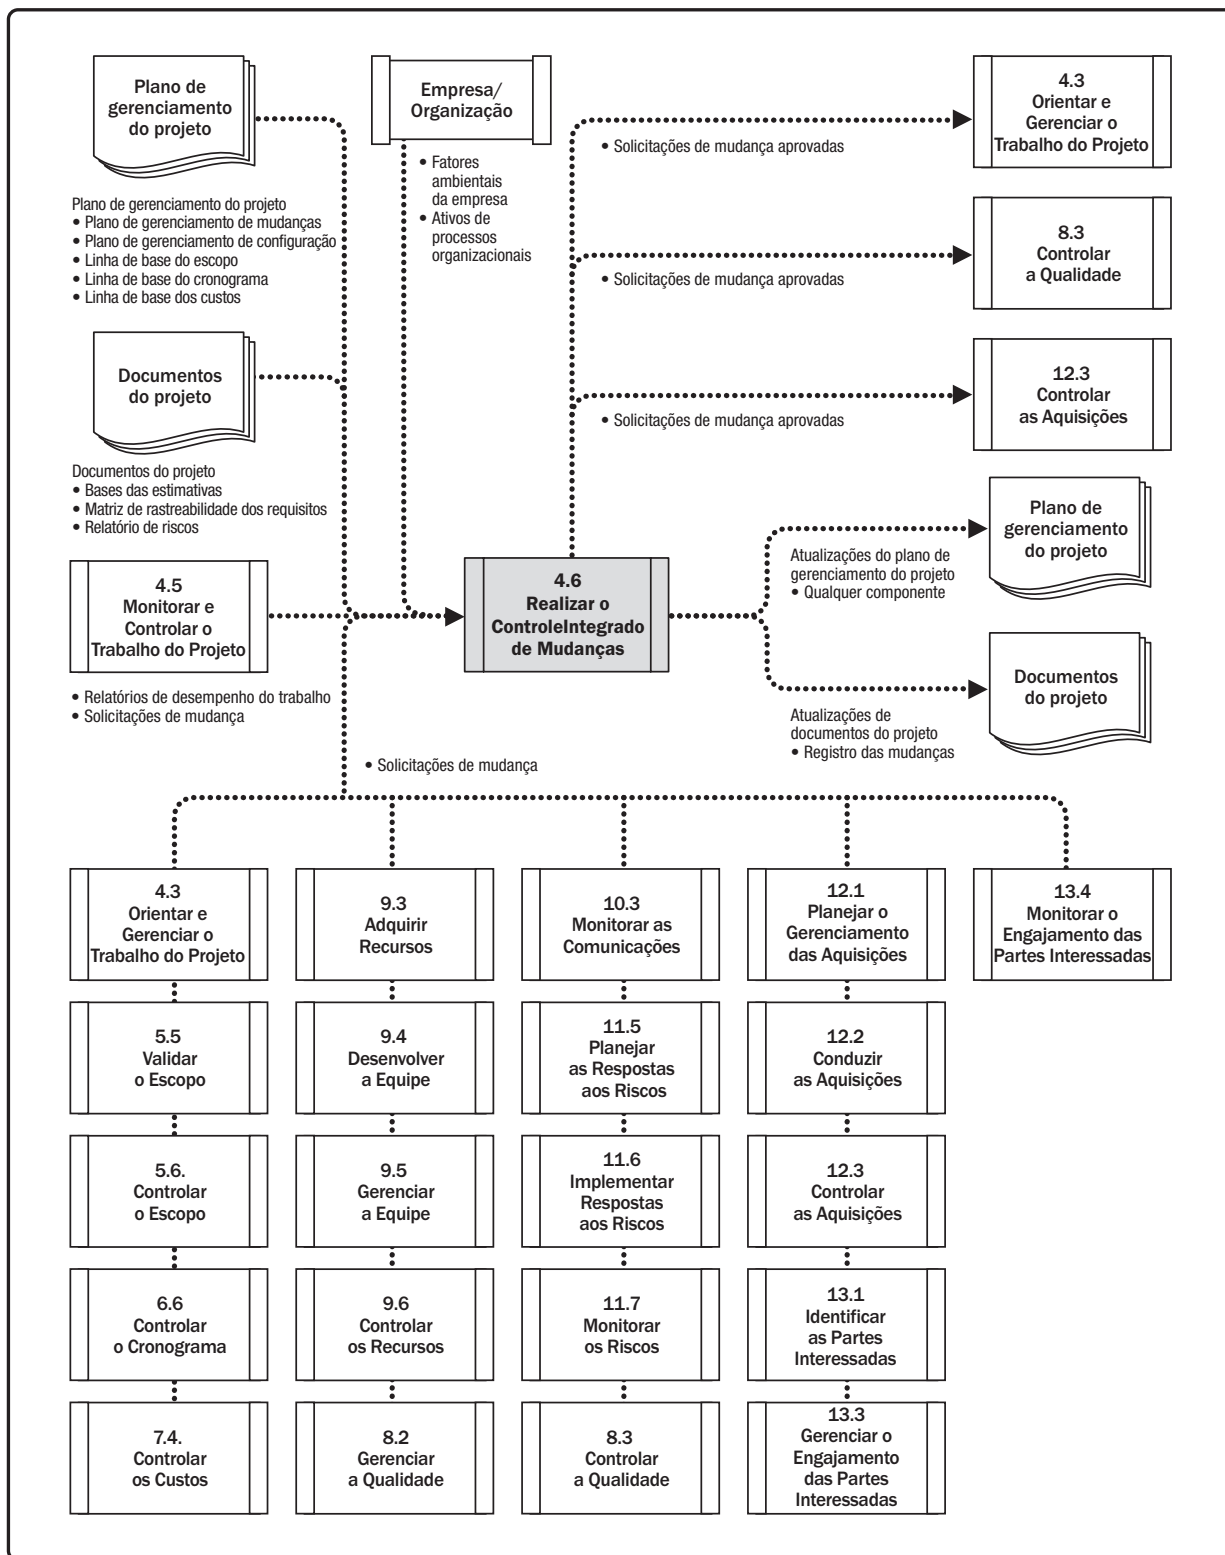 Plano de
gerenciamento
do projeto
Plano de gerenciamento do projeto
• Plano de gerenciamento de mudanças
• Plano de gerenciamento de configuração
• Linha de base do escopo
• Linha de base do cronograma
• Linha de base dos custos
Empresa/
Organização
• Fatores
ambientais
da empresa
• Ativos de
processos
organizacionais
• Solicitações de mudança aprovadas
4.3
Orientar e
Gerenciar o
Trabalho do Projeto
• Solicitações de mudança aprovadas
8.3
Controlar
a Qualidade
• Solicitações de mudança aprovadas
12.3
Controlar
as Aquisições
Documentos
do projeto
Documentos do projeto
• Bases das estimativas
• Matriz de rastreabilidade dos requisitos
• Relatório de riscos
4.5
Monitorar e
Controlar o
Trabalho do Projeto
• Relatórios de desempenho do trabalho
• Solicitações de mudança
4.6
Realizar o
ControleIntegrado
de Mudanças
Plano de
gerenciamento
do projeto
Atualizações do plano de
gerenciamento do projeto
• Qualquer componente
Documentos
do projeto
Atualizações de
documentos do projeto
• Registro das mudanças
• Solicitações de mudança
4.3
Orientar e
Gerenciar o
Trabalho do Projeto
9.3
Adquirir
Recursos
10.3
Monitorar as
Comunicações
12.1
Planejar o
Gerenciamento
das Aquisições
13.4
Monitorar o
Engajamento das
Partes Interessadas
5.5
Validar
o Escopo
9.4
Desenvolver
a Equipe
11.5
Planejar
as Respostas
aos Riscos
12.2
Conduzir
as Aquisições
5.6.
Controlar
o Escopo
9.5
Gerenciar
a Equipe
11.6
Implementar
Respostas
aos Riscos
12.3
Controlar
as Aquisições
6.6
Controlar
o Cronograma
9.6
Controlar
os Recursos
11.7
Monitorar
os Riscos
13.1
Identificar
as Partes
Interessadas
7.4.
Controlar
os Custos
8.2
Gerenciar
a Qualidade
8.3
Controlar
a Qualidade
13.3
Gerenciar o
Engajamento
das Partes
Interessadas